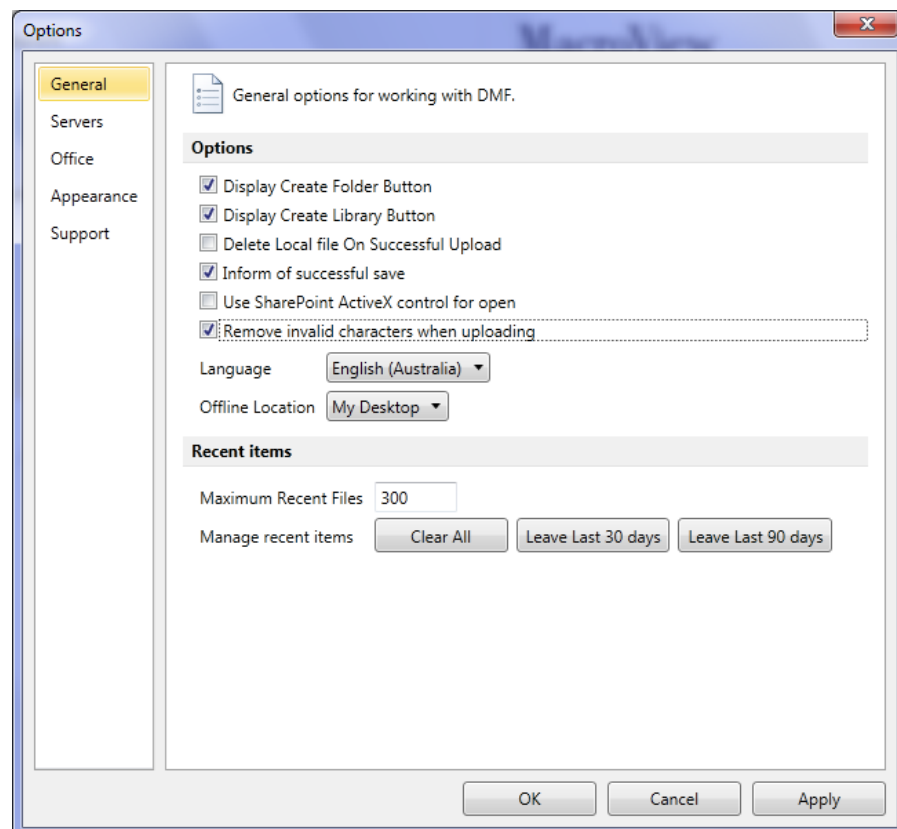 Options
MacroView
General
Servers
Office
Appearance
Support
General options for working with DMF.
Options
Display Create Folder Button
Display Create Library Button
Delete Local file On Successful Upload
Inform of successful save
Use SharePoint ActiveX control for open
Remove invalid characters when uploading
Language English (Australia)
Offline Location My Desktop
Recent items
Maximum Recent Files 300
Manage recent items Clear All Leave Last 30 days Leave Last 90 days
OK Cancel Apply